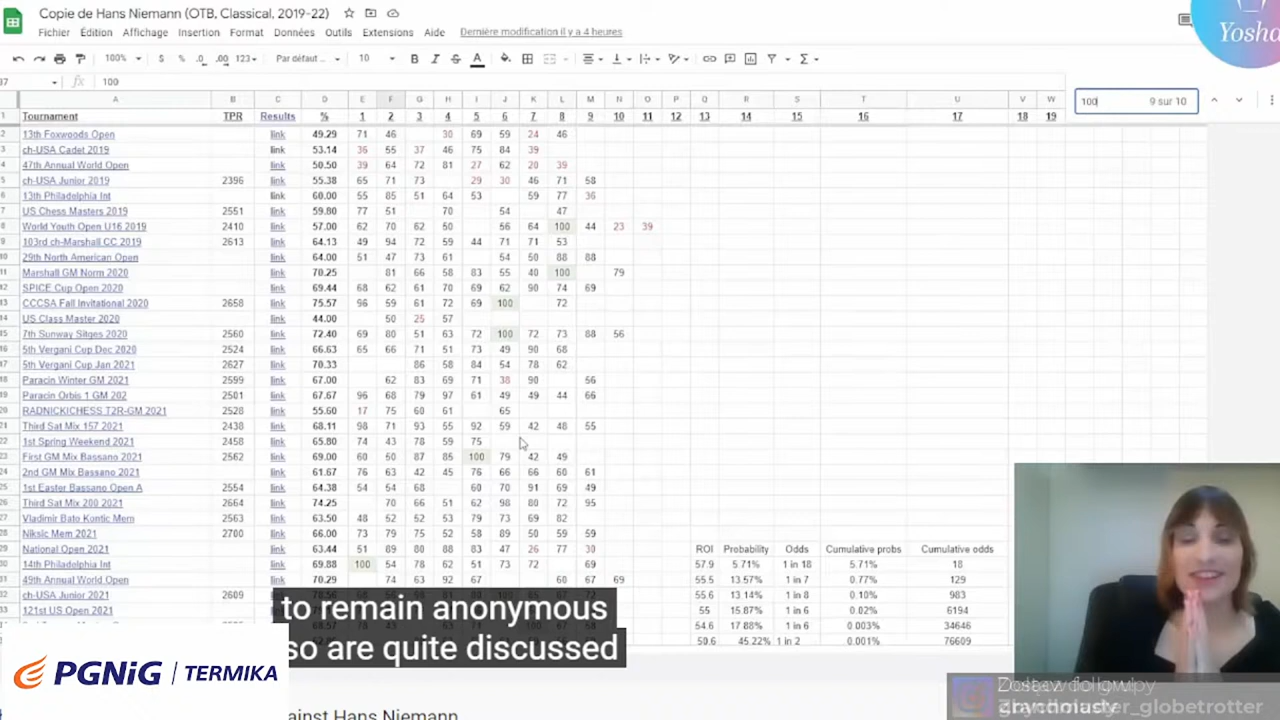 Copie de Hans Niemann (OTB, Classical, 2019-22)
Yosha
Fichier Édition Affichage Insertion Format Données Outils Extensions Aide Dernière modification il y a 4 heures
100% $ % .0 .00 123 Par défaut... 10 B I S A
100
100 9 sur 10
A B C D E F G H I J K L M N O P Q R S T U V W
1 Tournament TPR Results % 1 2 3 4 5 6 7 8 9 10 11 12 13 14 15 16 17 18 19
13th Foxwoods Open link 49.29 71 46 30 69 59 24 46
ch-USA Cadet 2019 link 53.14 36 55 37 46 75 84 39
47th Annual World Open link 50.50 39 64 72 81 27 62 20 39
ch-USA Junior 2019 2396 link 55.38 65 71 73 29 30 46 71 58
13th Philadelphia Int link 60.00 55 85 51 64 53 59 77 36
US Chess Masters 2019 2551 link 59.80 77 51 70 54 47
World Youth Open U16 2019 2410 link 57.00 62 70 62 50 56 64 100 44 23 39
103rd ch-Marshall CC 2019 2613 link 64.13 49 94 72 59 44 71 71 53
29th North American Open link 64.00 51 47 73 61 54 50 88 88
Marshall GM Norm 2020 link 70.25 81 66 58 83 55 40 100 79
SPICE Cup Open 2020 link 69.44 68 62 61 70 69 62 90 74 69
CCCSA Fall Invitational 2020 2658 link 75.57 96 59 61 72 69 100 72
US Class Master 2020 link 44.00 50 25 57
7th Sunway Sitges 2020 2560 link 72.40 69 80 51 63 72 100 72 73 88 56
5th Vergani Cup Dec 2020 2524 link 66.63 65 66 71 51 73 49 90 68
5th Vergani Cup Jan 2021 2627 link 70.33 86 58 84 54 78 62
Paracin Winter GM 2021 2599 link 67.00 62 83 69 71 38 90 56
Paracin Orbis 1 GM 202 2501 link 67.67 96 68 79 97 61 49 49 44 66
RADNICKICHESS T2R-GM 2021 2528 link 55.60 17 75 60 61 65
Third Sat Mix 157 2021 2438 link 68.11 98 71 93 55 92 59 42 48 55
1st Spring Weekend 2021 2458 link 65.80 74 43 78 59 75
First GM Mix Bassano 2021 2562 link 69.00 60 50 87 85 100 79 42 49
2nd GM Mix Bassano 2021 link 61.67 76 63 42 45 76 66 66 60 61
1st Easter Bassano Open A 2554 link 64.38 54 54 68 60 70 91 69 49
Third Sat Mix 200 2021 2664 link 74.25 70 66 51 62 98 80 72 95
Vladimir Bato Kontic Mem 2563 link 63.50 48 52 52 53 79 73 69 82
Niksic Mem 2021 2700 link 66.00 73 79 75 52 58 89 50 59 59
National Open 2021 link 63.44 51 89 80 88 83 47 26 77 30 ROI Probability Odds Cumulative probs Cumulative odds
14th Philadelphia Int link 69.88 100 54 78 62 51 73 72 69 57.9 5.71% 1 in 18 5.71% 18
49th Annual World Open link 70.29 74 63 92 67 60 67 69 55.5 13.57% 1 in 7 0.77% 129
ch-USA Junior 2021 2609 link 55.6 13.14% 1 in 8 0.10% 983
121st US Open 2021 link 55 15.87% 1 in 6 0.02% 6194
54.6 17.88% 1 in 6 0.003% 34646
50.6 45.22% 1 in 2 0.001% 76609
to remain anonymous
so are quite discussed
PGNiG TERMIKA
against Hans Niemann